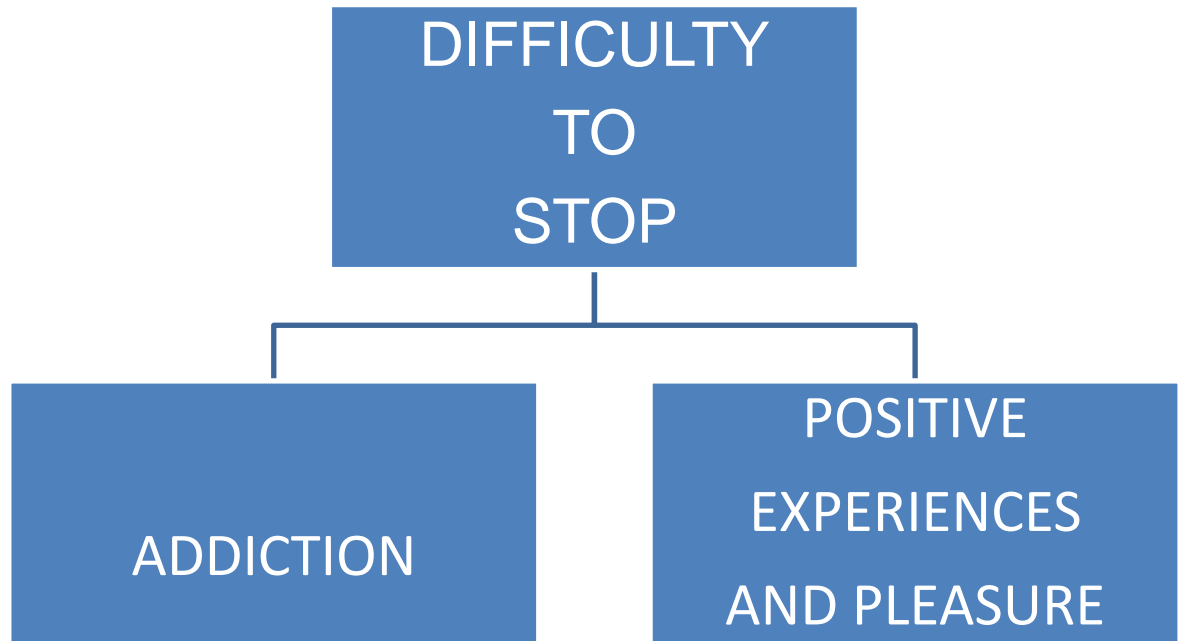 DIFFICULTY
TO
STOP
ADDICTION
POSITIVE
EXPERIENCES
AND PLEASURE